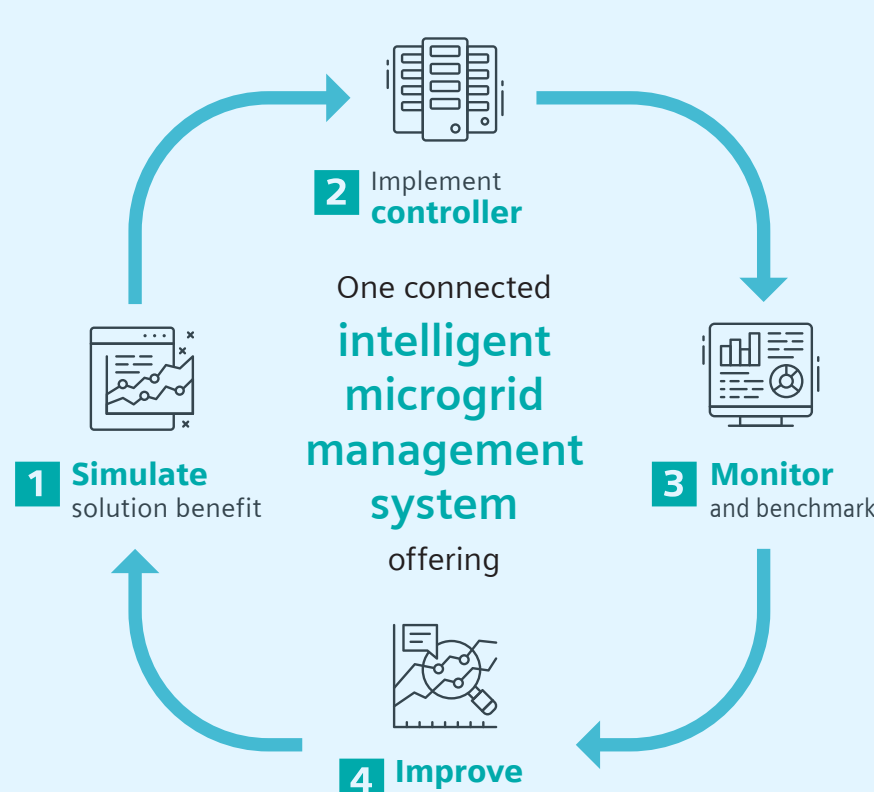 2 Implement
controller
One connected
intelligent
microgrid
management
system
offering
1 Simulate
solution benefit
3 Monitor
and benchmark
4 Improve